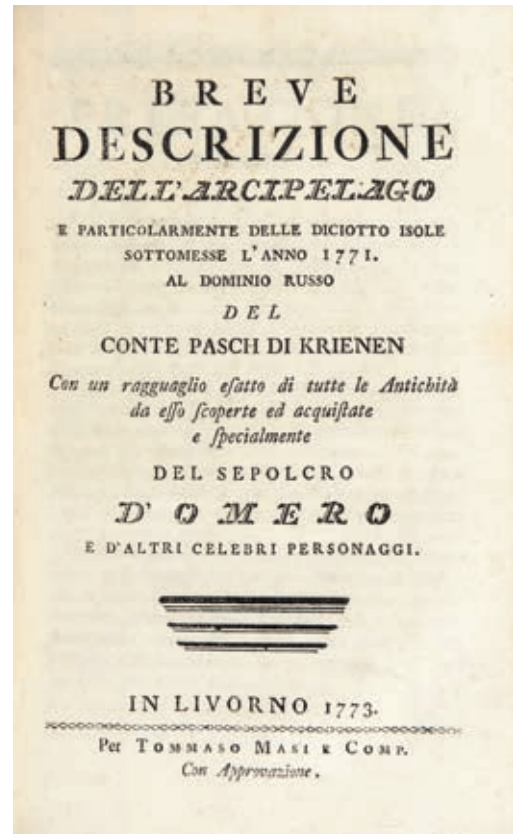 BREVE
DESCRIZIONE
DELL'ARCIPELAGO
E PARTICOLARMENTE DELLE DICIOTTO ISOLE
SOTTOMESSE L'ANNO 1771.
AL DOMINIO RUSSO
DEL
CONTE PASCH DI KRIENEN
Con un ragguaglio eſatto di tutte le Antichità
da eſſo ſcoperte ed acquiſtate
e ſpecialmente
DEL SEPOLCRO
D'OMERO
E D'ALTRI CELEBRI PERSONAGGI.
IN LIVORNO 1773.
Per TOMMASO MASI E COMP.
Con Approvazione.